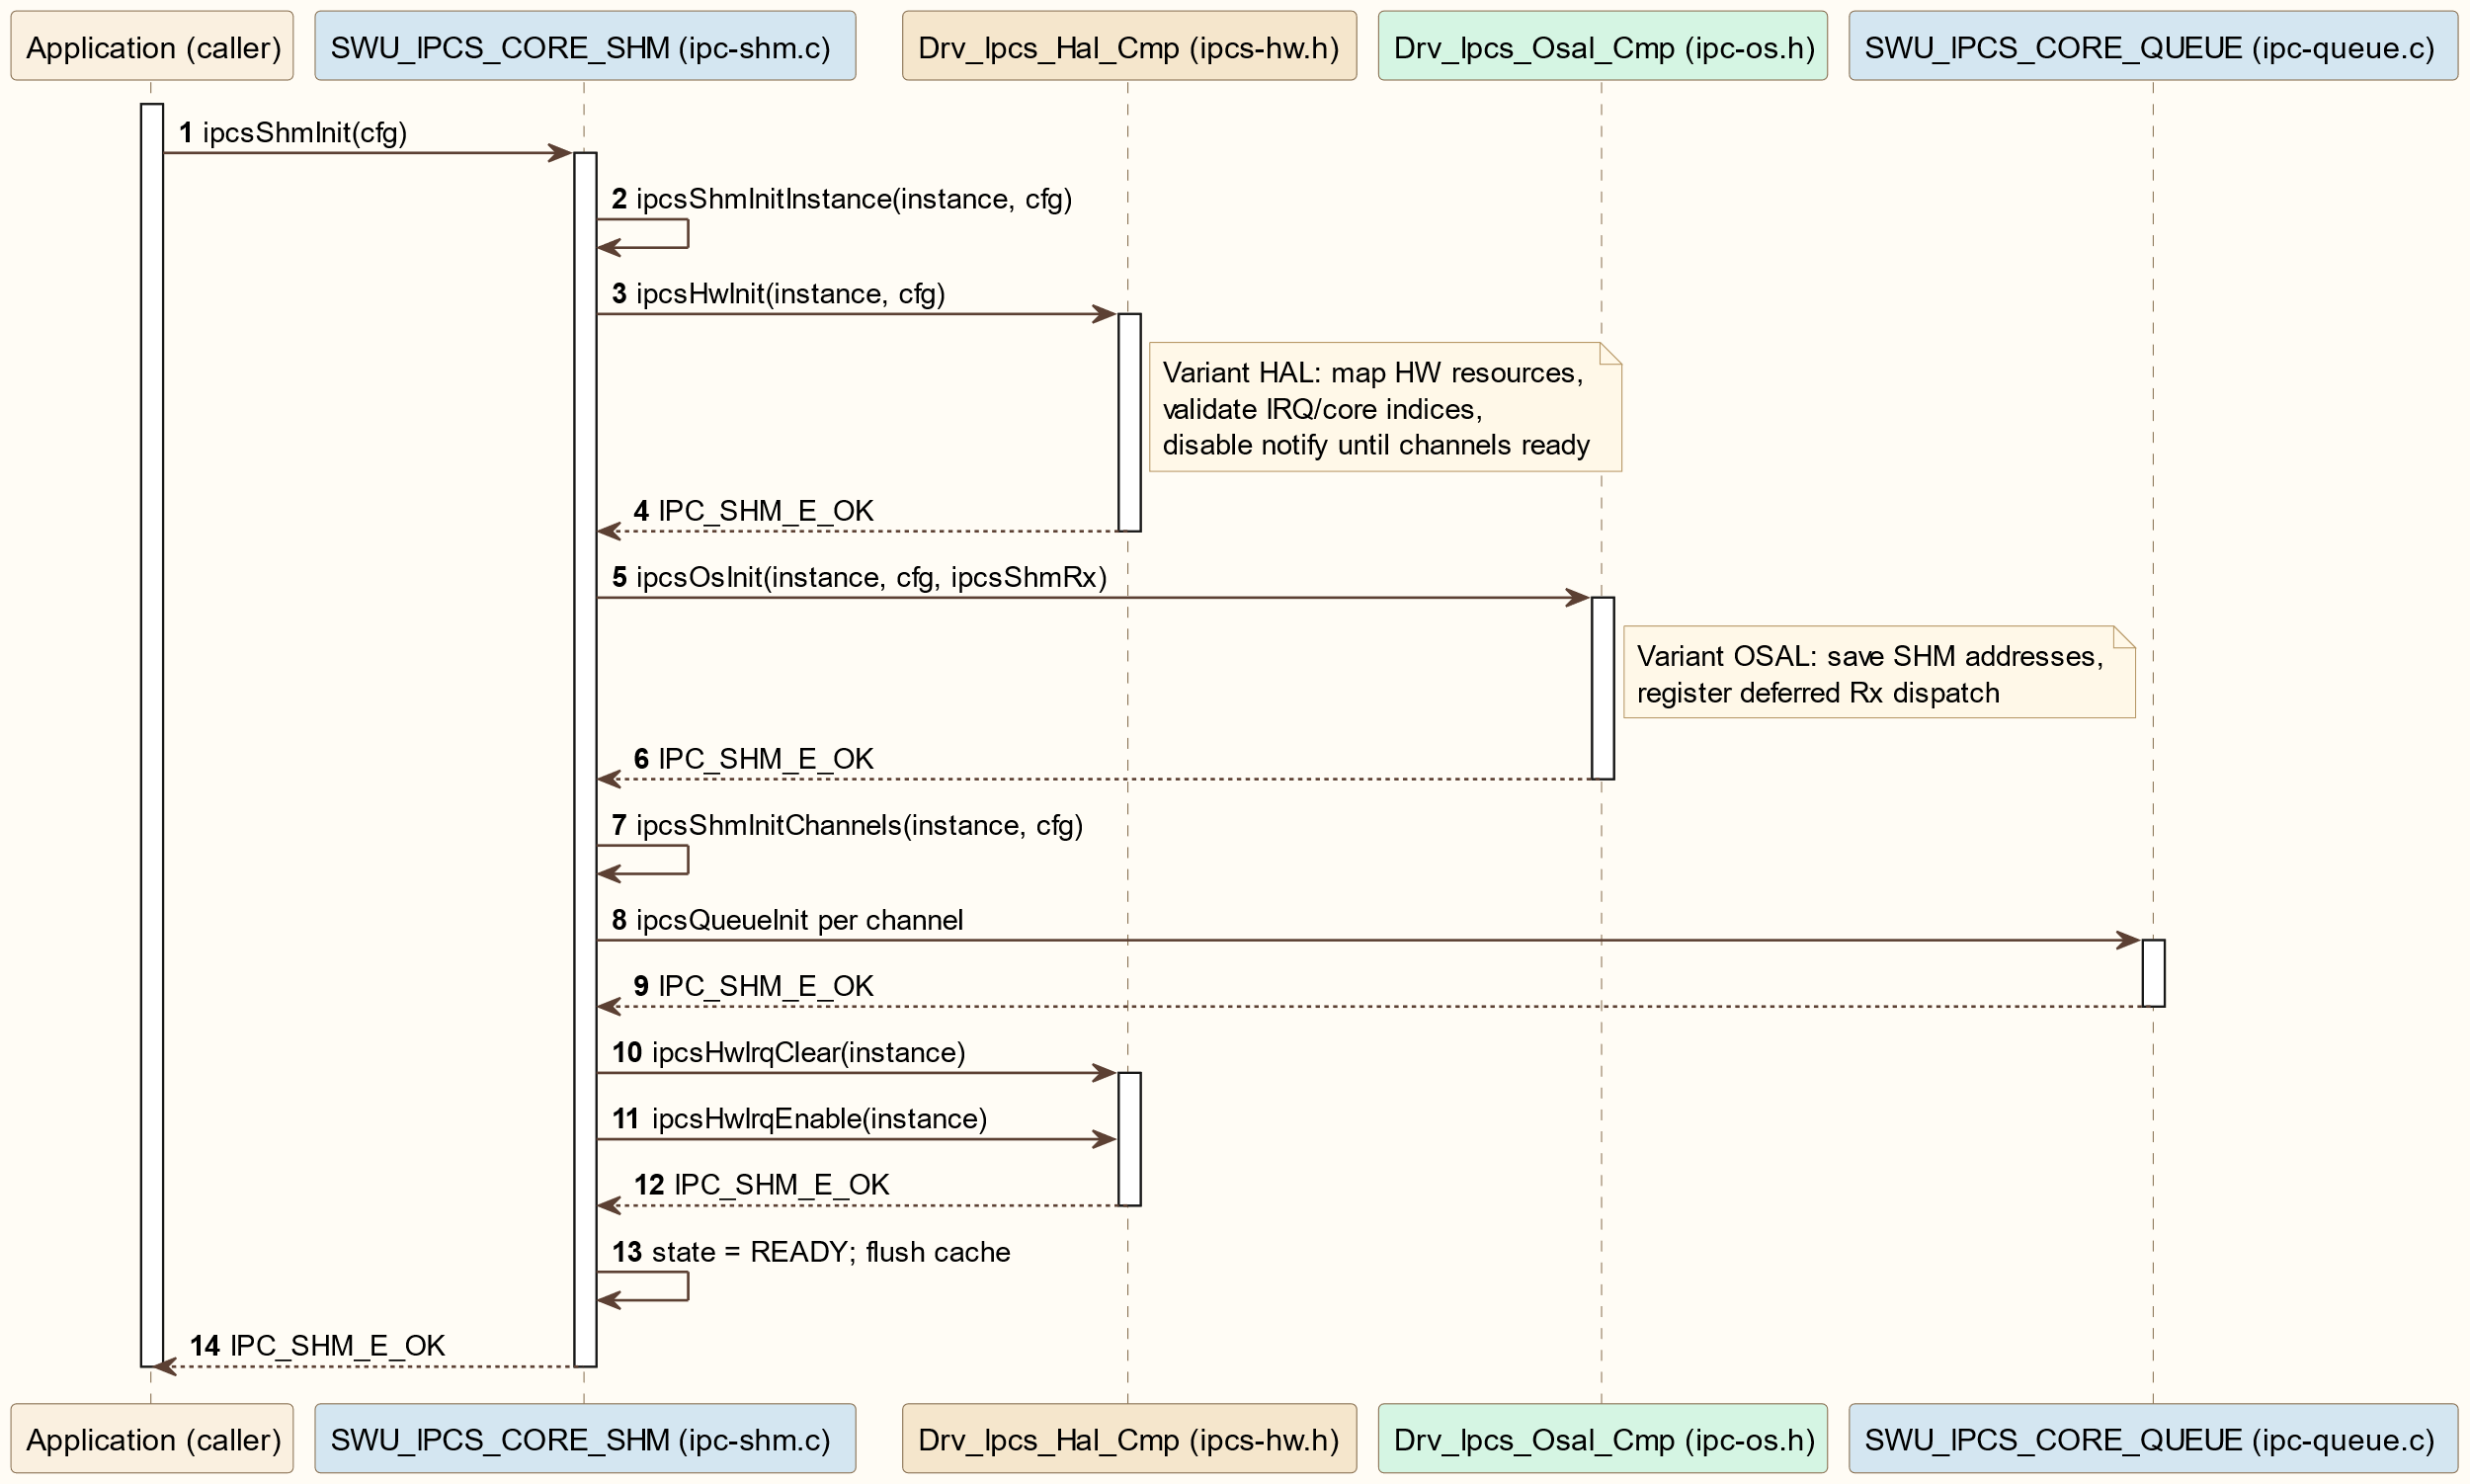 Application (caller)
SWU_IPCS_CORE_SHM (ipc-shm.c)
Drv_Ipcs_Hal_Cmp (ipcs-hw.h)
Drv_Ipcs_Osal_Cmp (ipc-os.h)
SWU_IPCS_CORE_QUEUE (ipc-queue.c)
1 ipcsShmInit(cfg)
2 ipcsShmInitInstance(instance, cfg)
3 ipcsHwInit(instance, cfg)
Variant HAL: map HW resources,
validate IRQ/core indices,
disable notify until channels ready
4 IPC_SHM_E_OK
5 ipcsOsInit(instance, cfg, ipcsShmRx)
Variant OSAL: save SHM addresses,
register deferred Rx dispatch
6 IPC_SHM_E_OK
7 ipcsShmInitChannels(instance, cfg)
8 ipcsQueueInit per channel
9 IPC_SHM_E_OK
10 ipcsHwIrqClear(instance)
11 ipcsHwIrqEnable(instance)
12 IPC_SHM_E_OK
13 state = READY; flush cache
14 IPC_SHM_E_OK
Application (caller)
SWU_IPCS_CORE_SHM (ipc-shm.c)
Drv_Ipcs_Hal_Cmp (ipcs-hw.h)
Drv_Ipcs_Osal_Cmp (ipc-os.h)
SWU_IPCS_CORE_QUEUE (ipc-queue.c)